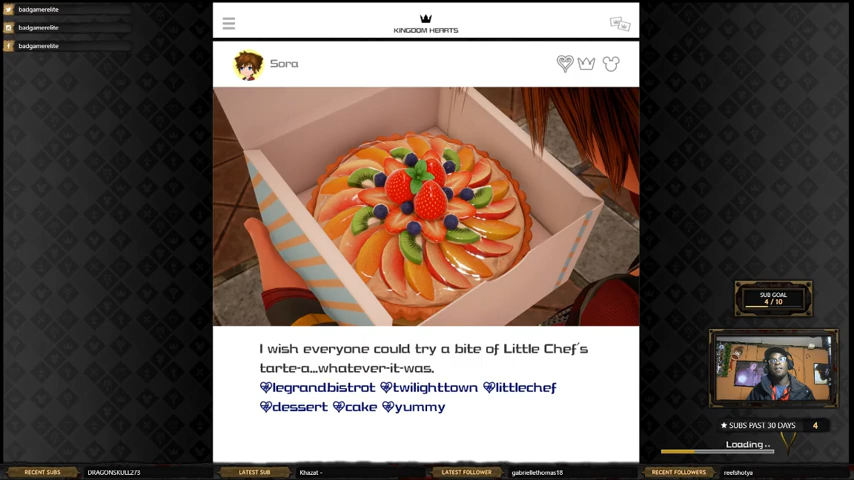 badgamerelite
badgamerelite
badgamerelite
KINGDOM HEARTS
Sora
I wish everyone could try a bite of Little Chef's
tarte-a...whatever-it-was.
legrandbistrot twilighttown littlechef
dessert cake yummy
SUB GOAL
4 / 10
★ SUBS PAST 30 DAYS 4
Loading..
RECENT SUBS DRAGONSKULL273 LATEST SUB Khazat - LATEST FOLLOWER gabriellethomas18 RECENT FOLLOWERS reefshotya